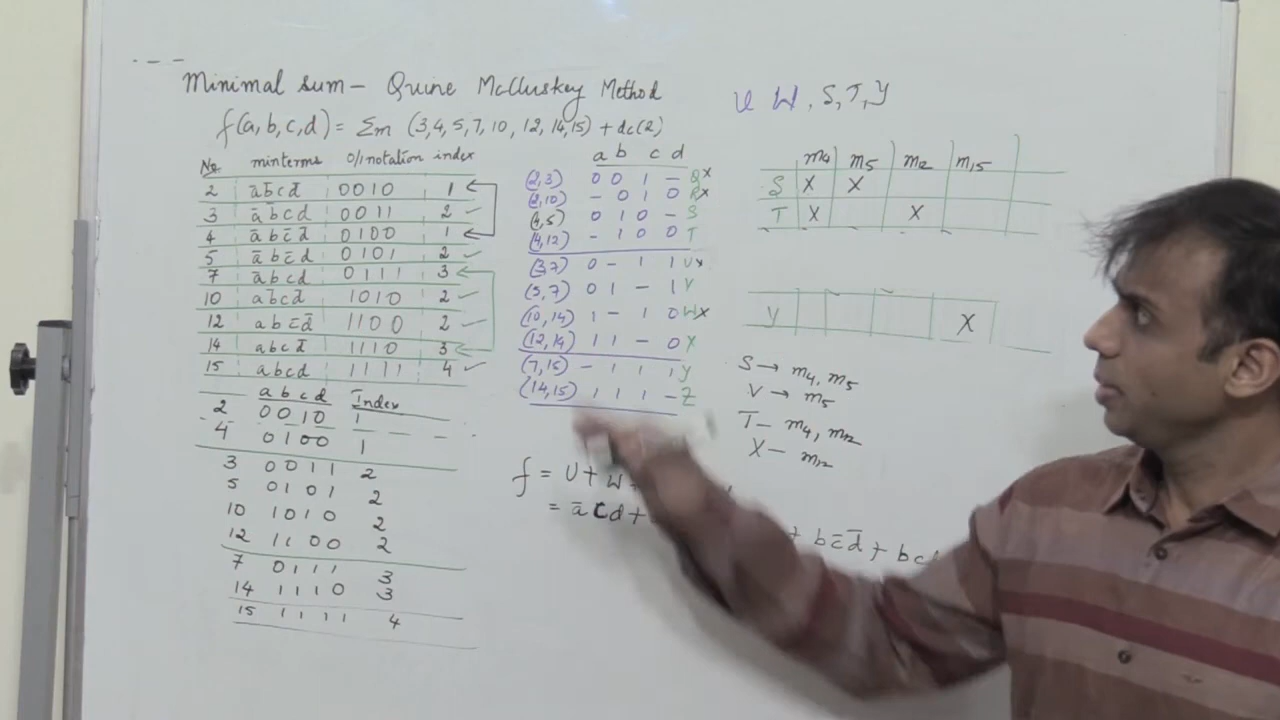 Minimal sum – Quine McCluskey Method
f(a,b,c,d) = Σm (3,4,5,7,10,12,14,15) + dc(2)
No. minterms 0/1 notation index
2 a̅b̅cd̅ 0010 1
3 a̅b̅cd 0011 2
4 a̅bc̅d̅ 0100 1
5 a̅bc̅d 0101 2
7 a̅bcd 0111 3
10 ab̅cd̅ 1010 2
12 abc̅d̅ 1100 2
14 abcd̅ 1110 3
15 abcd 1111 4
a b c d Index
2 0010 1
4 0100 1
3 0011 2
5 0101 2
10 1010 2
12 1100 2
7 0111 3
14 1110 3
15 1111 4
a b c d
(2,3) 0 0 1 – Q x
(2,10) – 0 1 0 R x
(4,5) 0 1 0 – S
(4,12) – 1 0 0 T
(3,7) 0 – 1 1 U x
(5,7) 0 1 – 1 V
(10,14) 1 – 1 0 W x
(12,14) 1 1 – 0 X
(7,15) – 1 1 1 Y
(14,15) 1 1 1 – Z
f = U + W
= a̅cd +
+ bc̅d̅ + bcd
U W, S, T, Y
m4 m5 m12 m15
S X X
T X X
Y X
S → m4, m5
V → m5
T – m4, m12
X – m12